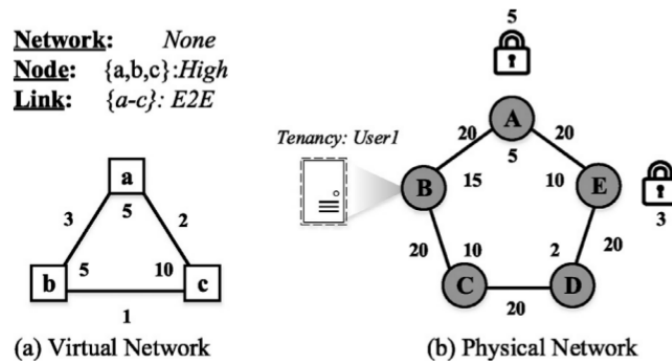 Network: None
Node: {a,b,c}:High
Link: {a-c}: E2E
a
5
3
2
b
5
10
c
1
(a) Virtual Network
5
A
Tenancy: User1
20
20
5
B
15
10
E
3
20
10
2
20
C
D
20
(b) Physical Network